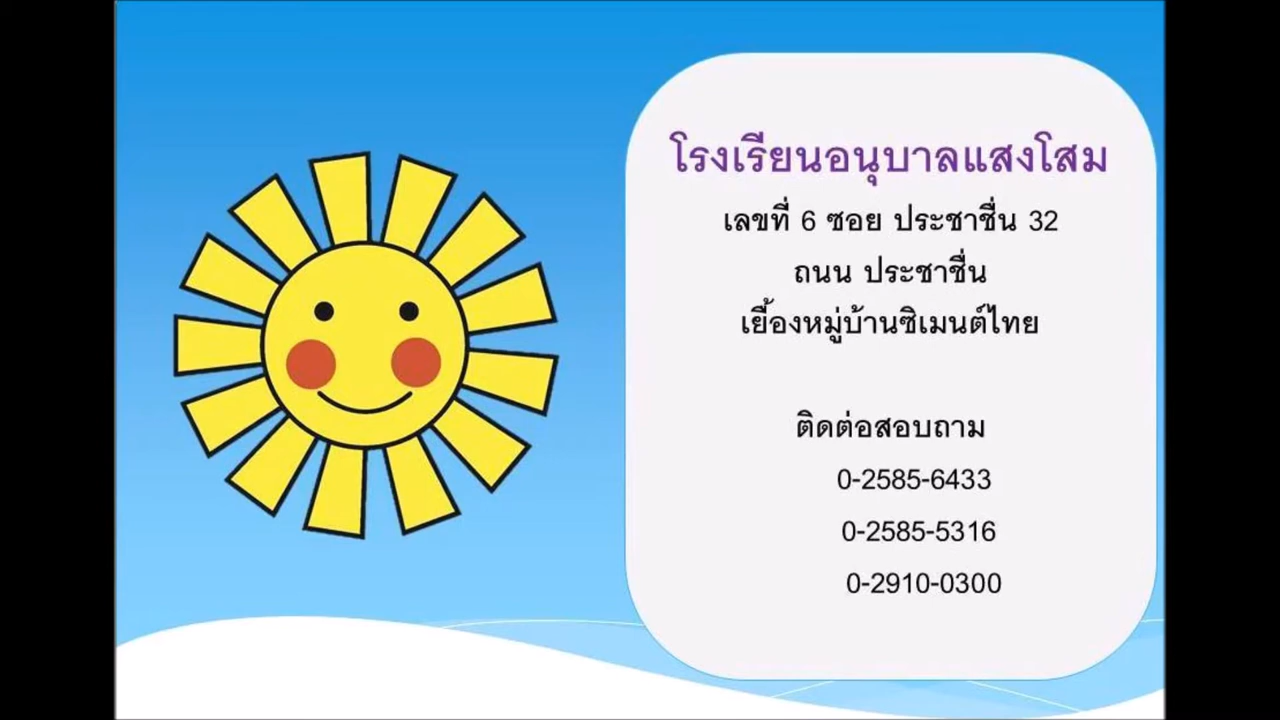 โรงเรียนอนุบาลแสงโสม
เลขที่ 6 ซอย ประชาชื่น 32
ถนน ประชาชื่น
เยื้องหมู่บ้านซิเมนต์ไทย
ติดต่อสอบถาม
0-2585-6433
0-2585-5316
0-2910-0300